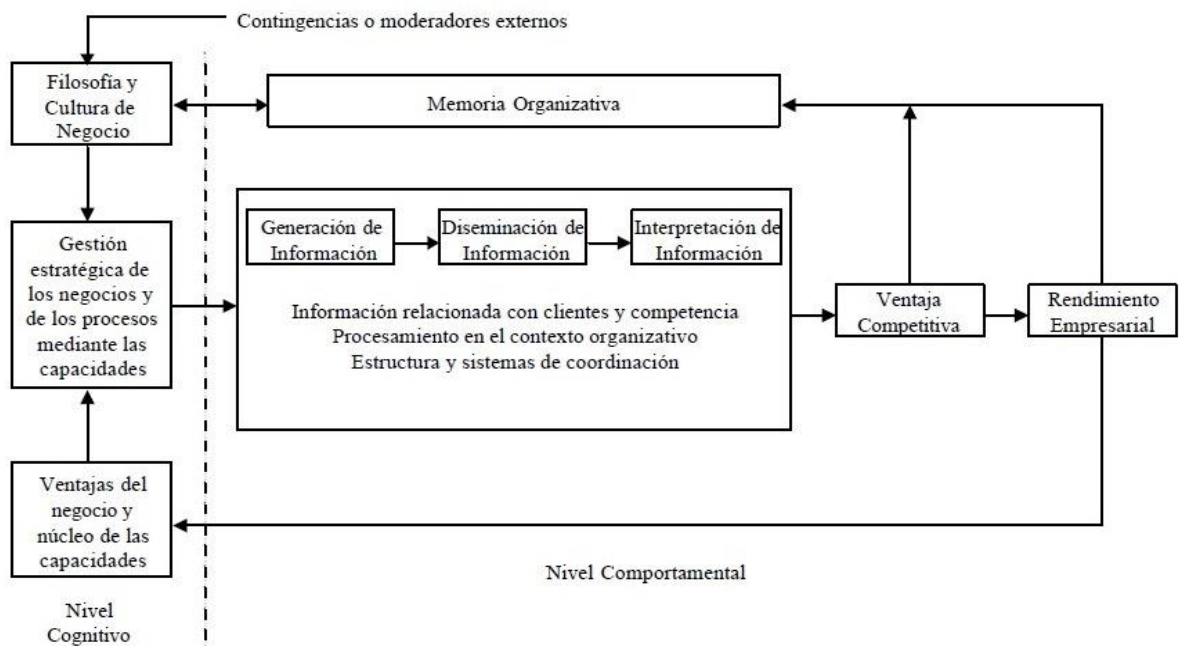 Contingencias o moderadores externos
Filosofía y
Cultura de
Negocio
Memoria Organizativa
Gestión
estratégica de
los negocios y
de los procesos
mediante las
capacidades
Generación de
Información
Diseminación de
Información
Interpretación de
Información
Información relacionada con clientes y competencia
Procesamiento en el contexto organizativo
Estructura y sistemas de coordinación
Ventaja
Competitiva
Rendimiento
Empresarial
Ventajas del
negocio y
núcleo de las
capacidades
Nivel Comportamental
Nivel
Cognitivo